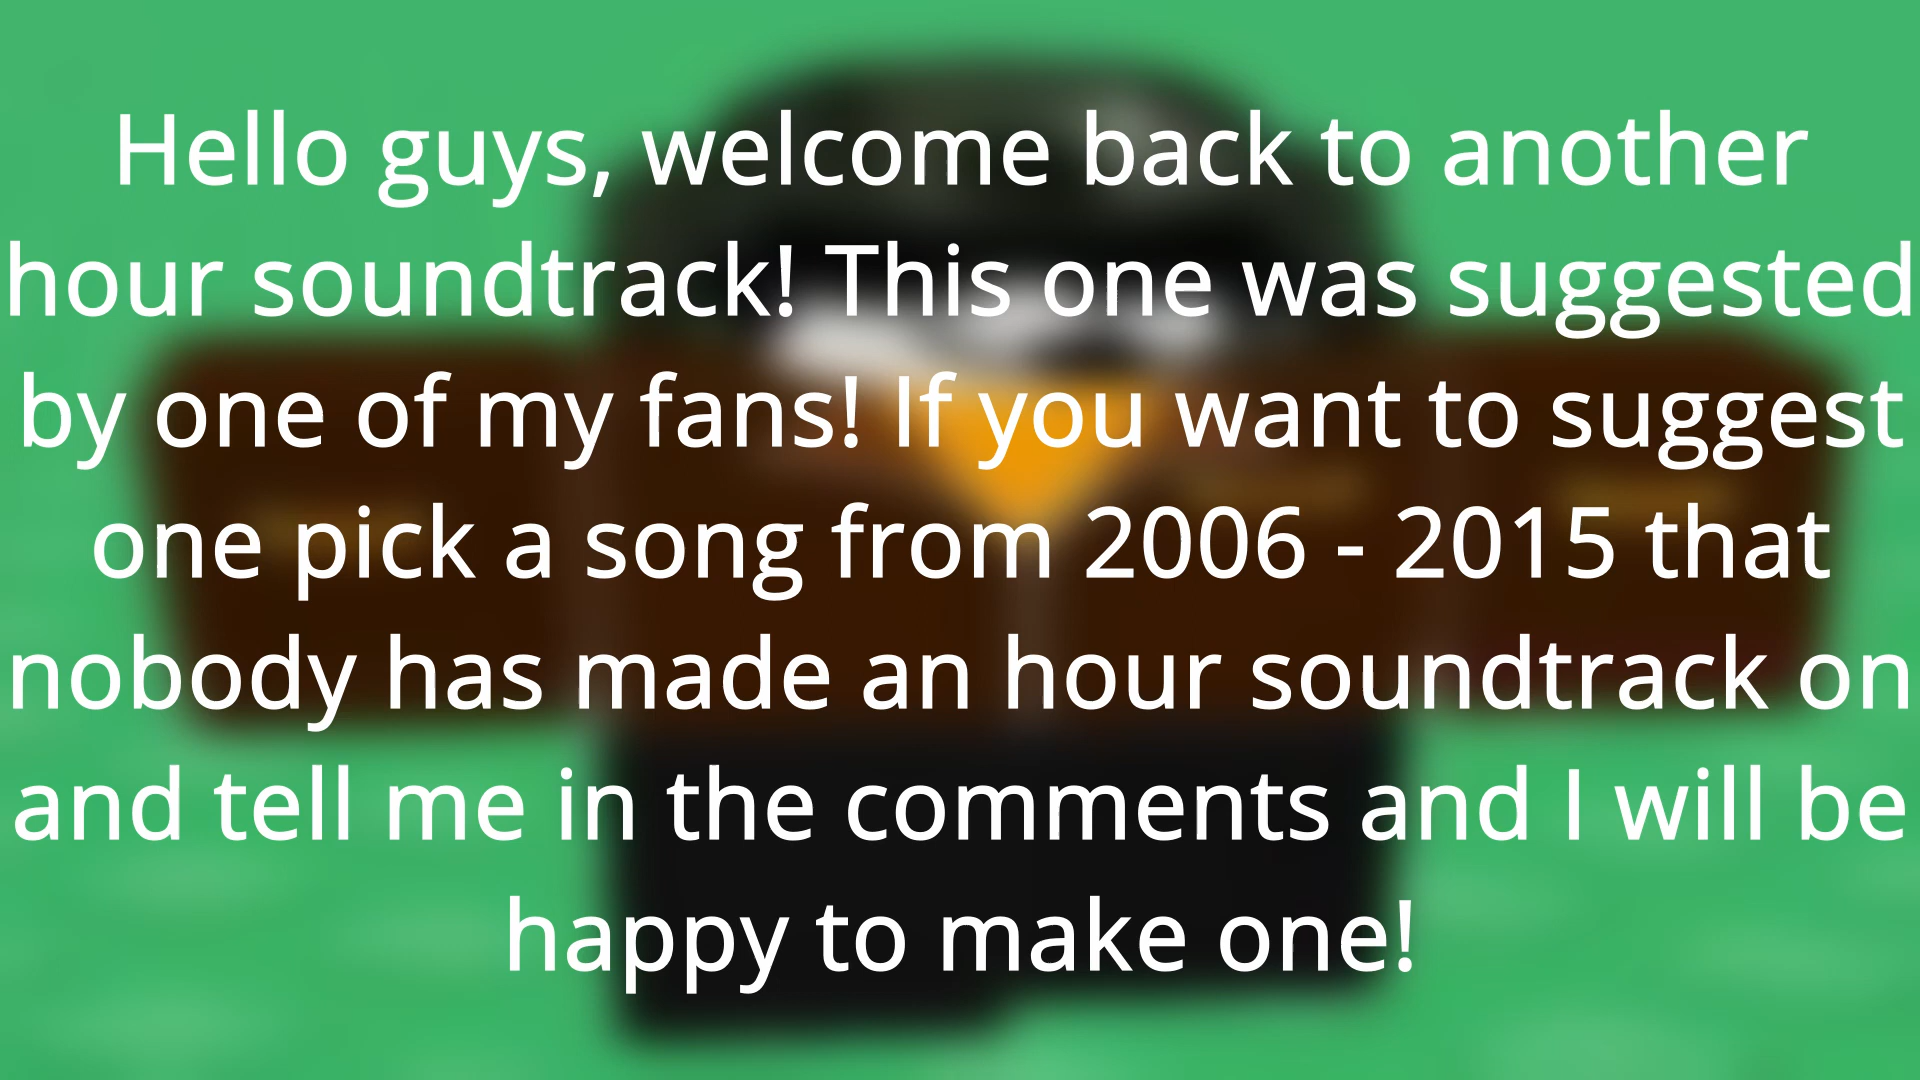 Hello guys, welcome back to another
hour soundtrack! This one was suggested
by one of my fans! If you want to suggest
one pick a song from 2006 - 2015 that
nobody has made an hour soundtrack on
and tell me in the comments and I will be
happy to make one!